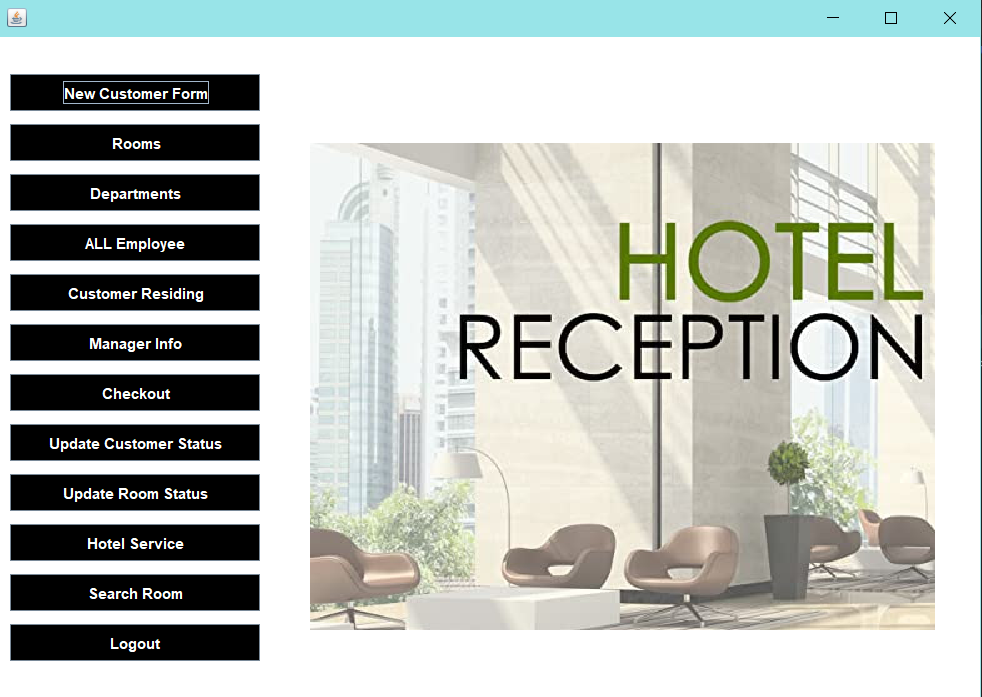 New Customer Form
Rooms
Departments
ALL Employee
Customer Residing
Manager Info
Checkout
Update Customer Status
Update Room Status
Hotel Service
Search Room
Logout
HOTEL
RECEPTION